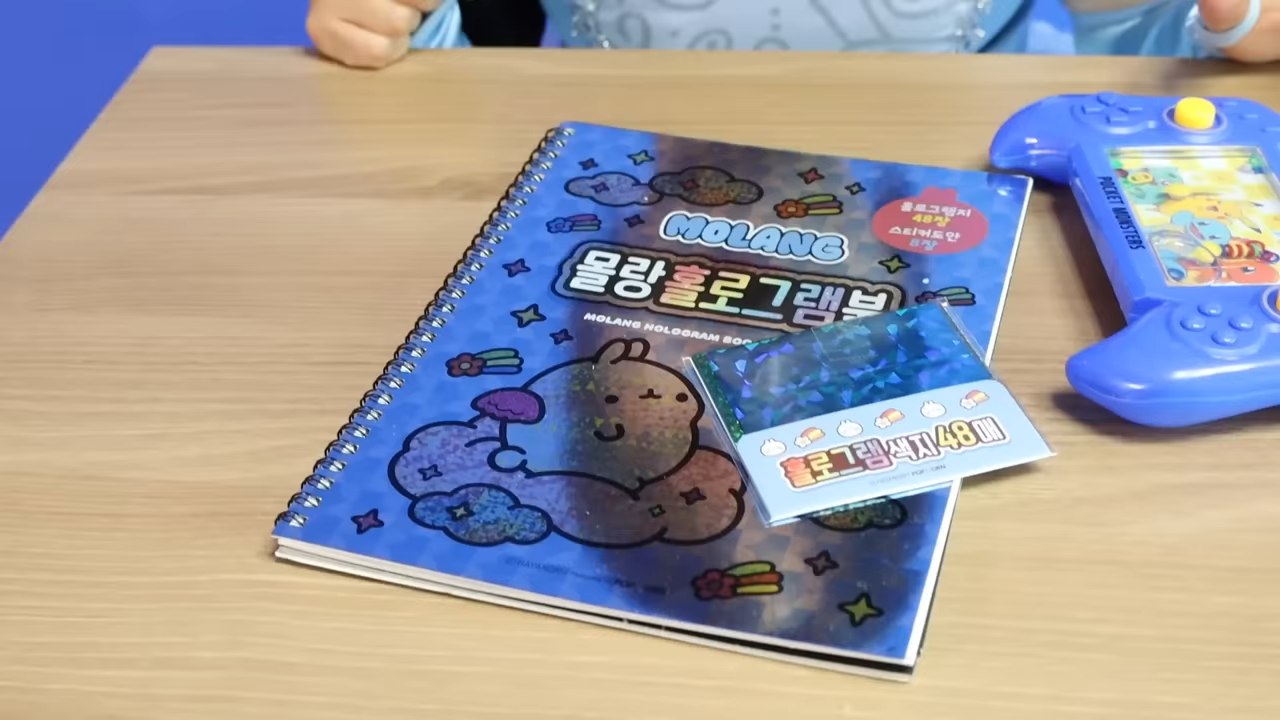 홀로그램지
48장
스티커도안
8장
MOLANG
몰랑홀로그램북
MOLANG HOLOGRAM BOO
홀로그램색지48매
POCKET MONSTERS